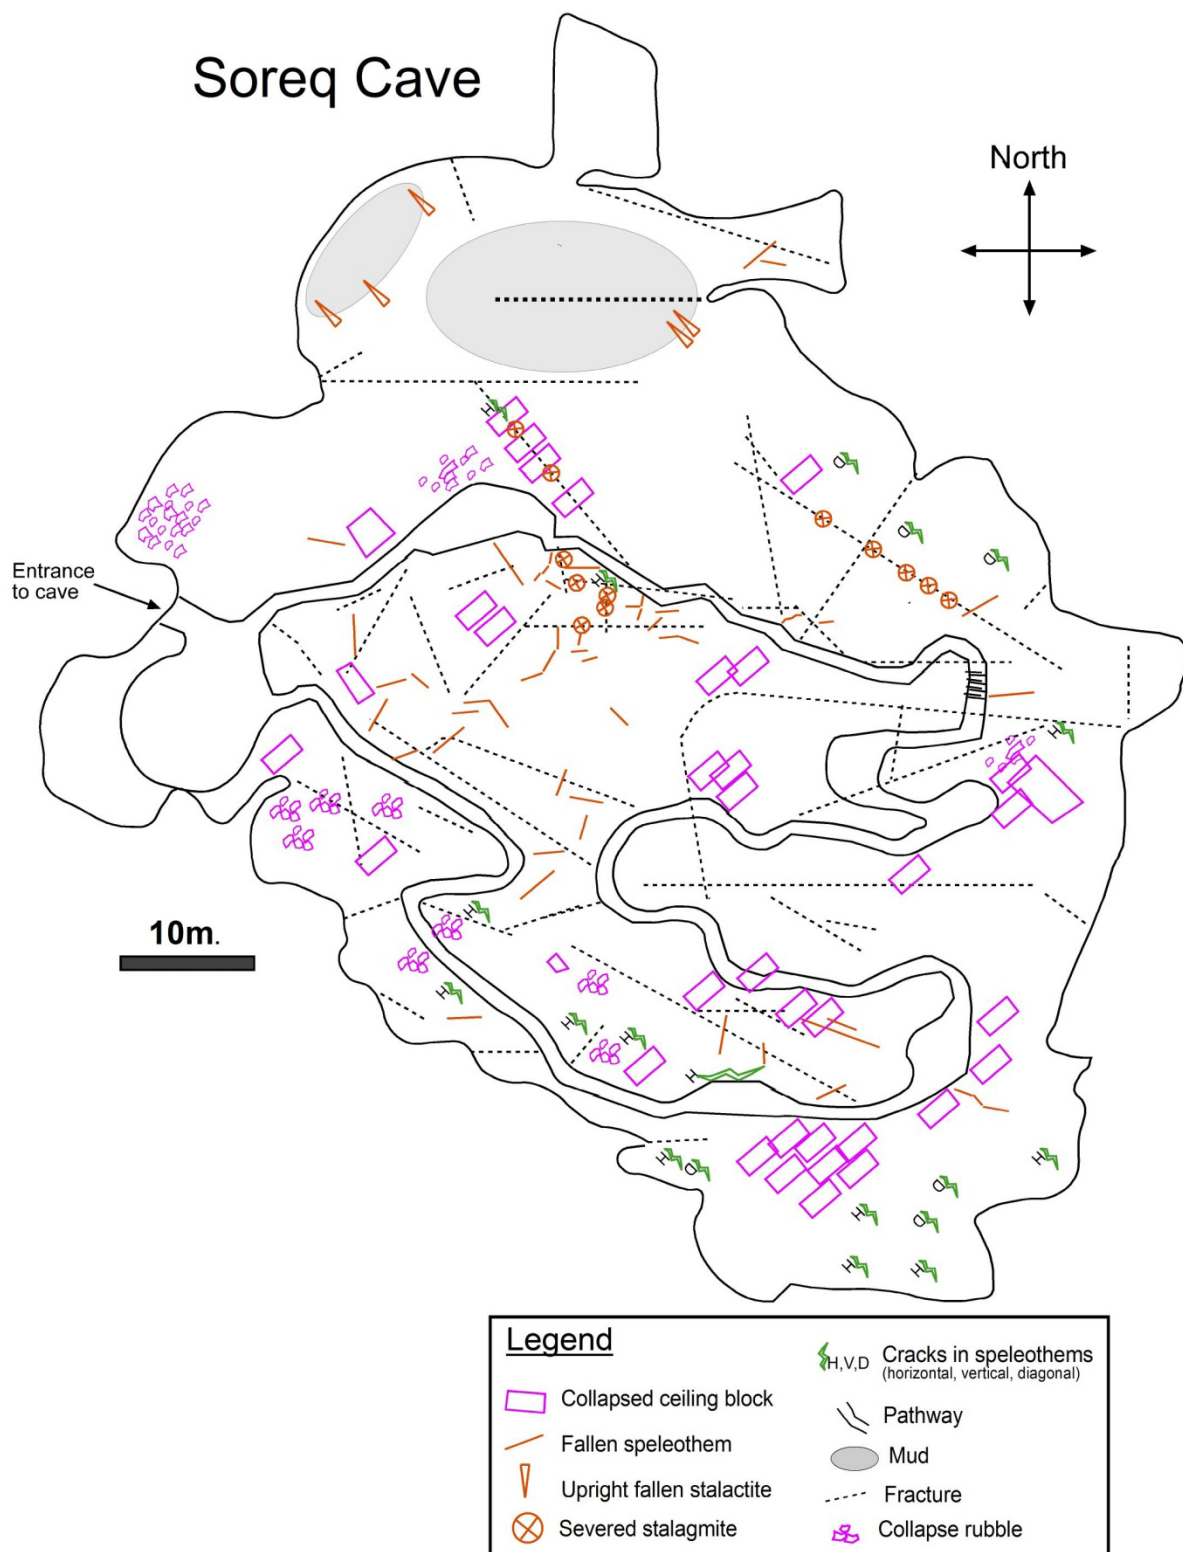 Soreq Cave
North
H
D
D
D
H
Entrance
to cave
H
10m.
H
H
H
H
H
H
D
H
D
H
D
H
H
Legend
Collapsed ceiling block
Fallen speleothem
Upright fallen stalactite
Severed stalagmite
H,V,D Cracks in speleothems
(horizontal, vertical, diagonal)
Pathway
Mud
Fracture
Collapse rubble